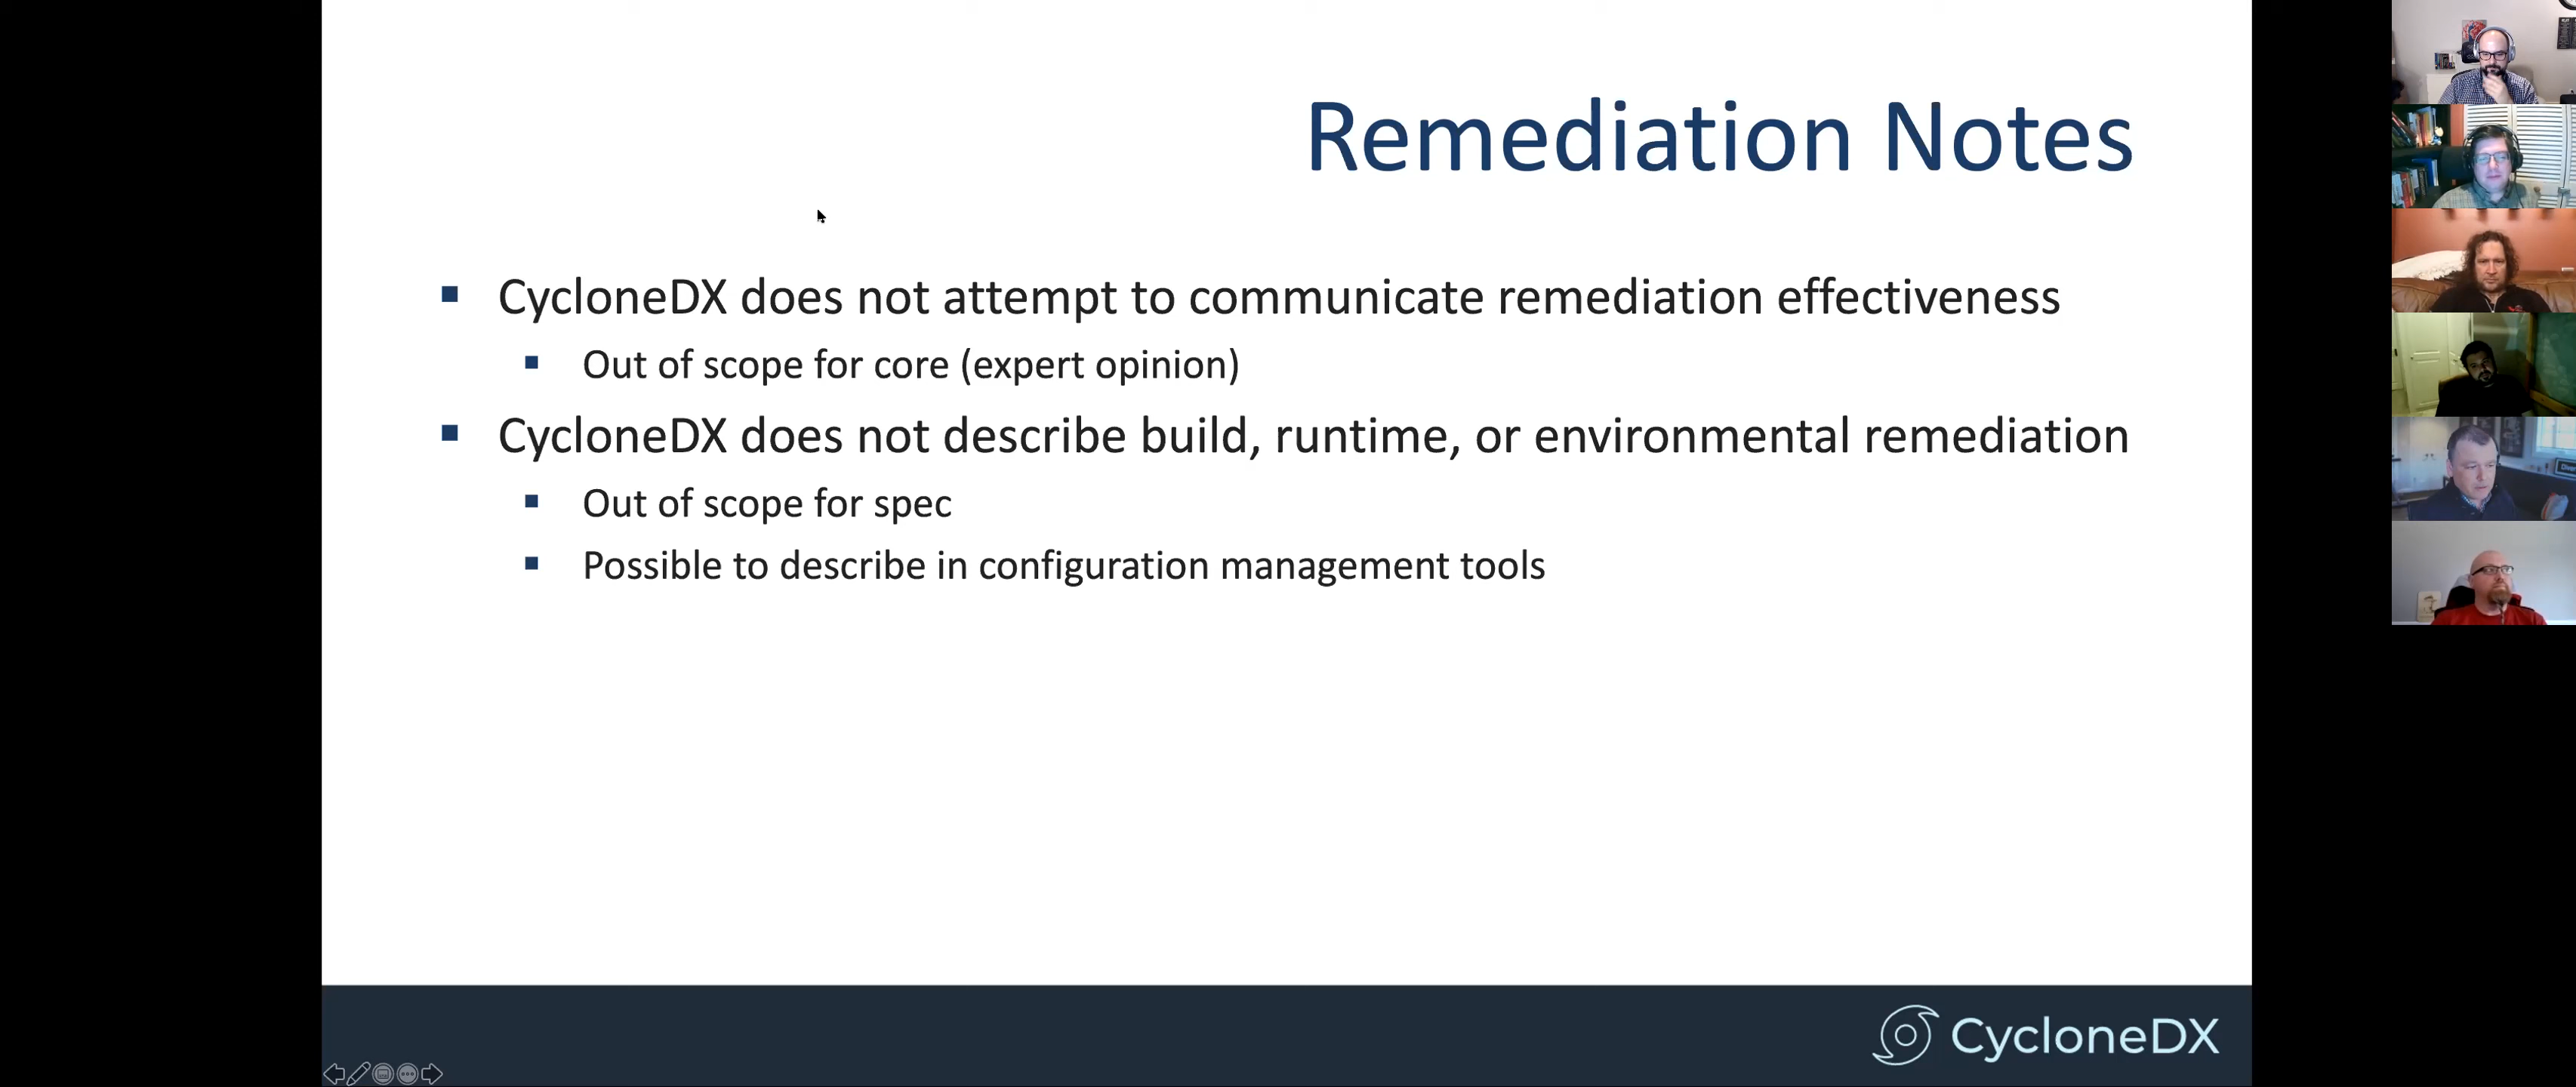 Remediation Notes
CycloneDX does not attempt to communicate remediation effectiveness
Out of scope for core (expert opinion)
CycloneDX does not describe build, runtime, or environmental remediation
Out of scope for spec
Possible to describe in configuration management tools
CycloneDX